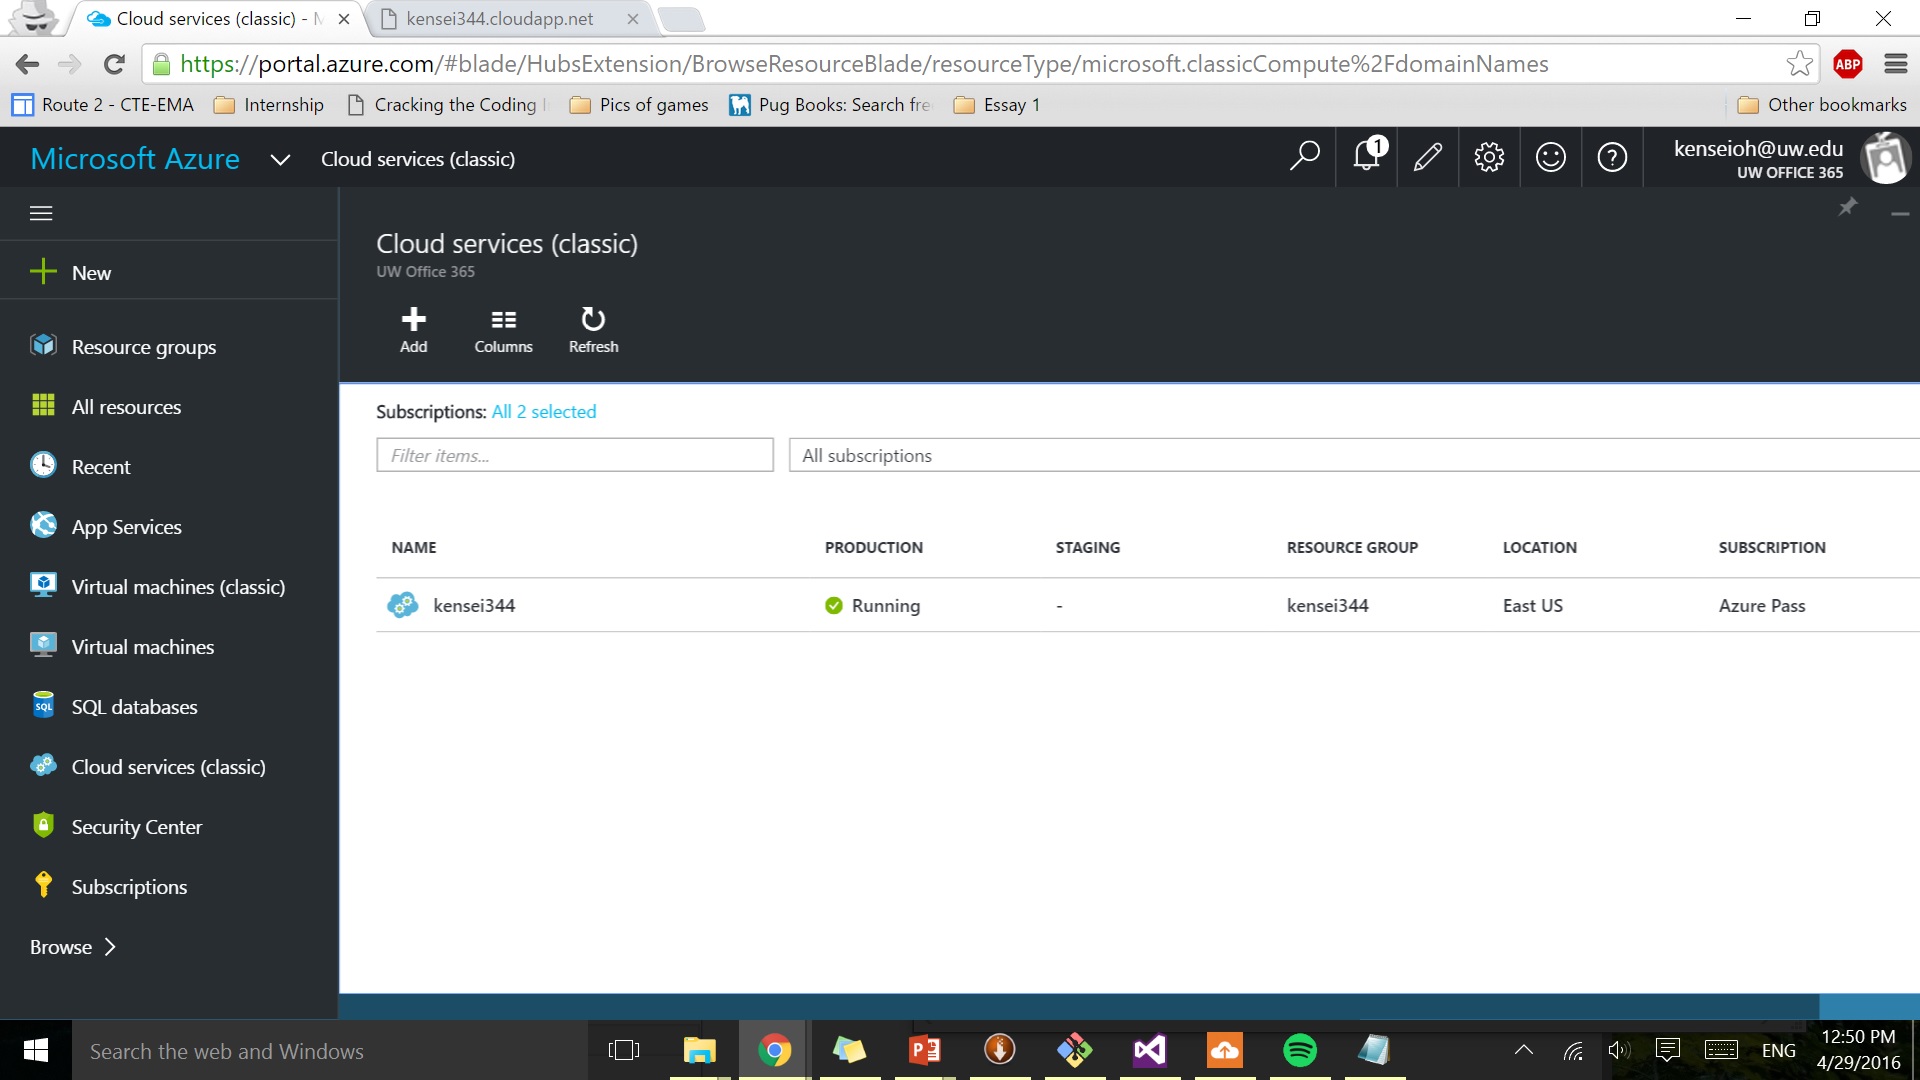 Cloud services (classic) - M
kensei344.cloudapp.net
https://portal.azure.com/#blade/HubsExtension/BrowseResourceBlade/resourceType/microsoft.classicCompute%2FdomainNames
ABP
Route 2 - CTE-EMA
Internship
Cracking the Coding
Pics of games
Pug Books: Search fre
Essay 1
Other bookmarks
Microsoft Azure
Cloud services (classic)
1
kenseioh@uw.edu
UW OFFICE 365
New
Resource groups
All resources
Recent
App Services
Virtual machines (classic)
Virtual machines
SQL
SQL databases
Cloud services (classic)
Security Center
Subscriptions
Browse
Cloud services (classic)
UW Office 365
Add Columns Refresh
Subscriptions: All 2 selected
Filter items...
All subscriptions
NAME PRODUCTION STAGING RESOURCE GROUP LOCATION SUBSCRIPTION
kensei344 Running - kensei344 East US Azure Pass
Search the web and Windows
P
ENG
12:50 PM
4/29/2016